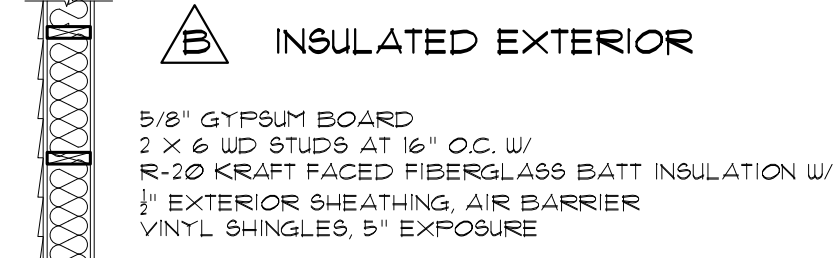 B INSULATED EXTERIOR
5/8" GYPSUM BOARD
2 X 6 WD STUDS AT 16" O.C. W/
R-20 KRAFT FACED FIBERGLASS BATT INSULATION W/
1/2" EXTERIOR SHEATHING, AIR BARRIER
VINYL SHINGLES, 5" EXPOSURE